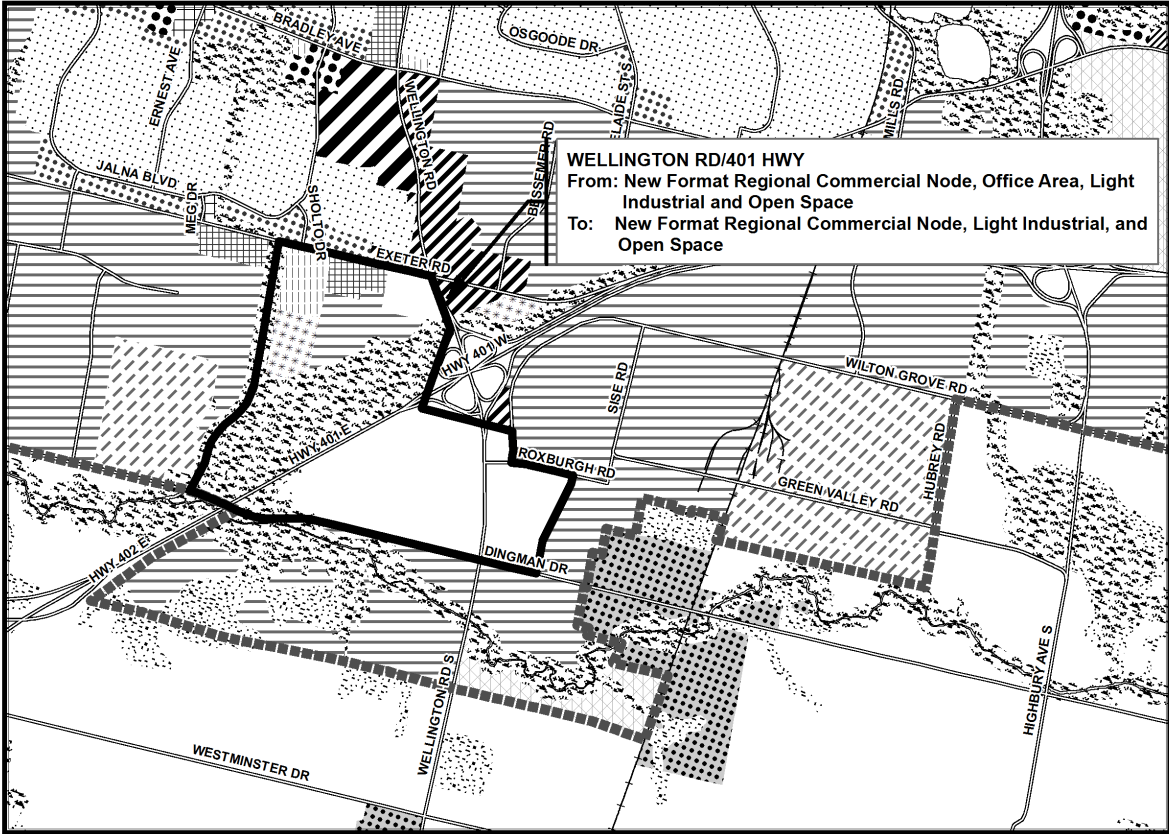 BRADLEY AVE
OSGOODE DR
ERNEST AVE
WELLINGTON RD
ELAIDE ST S
MILLS RD
BESSEMER RD
WELLINGTON RD/401 HWY
From: New Format Regional Commercial Node, Office Area, Light
Industrial and Open Space
To: New Format Regional Commercial Node, Light Industrial, and
Open Space
JALNA BLVD
MEG DR
SHOLTO DR
EXETER RD
HWY 401 W
WILTON GROVE RD
SISE RD
HUBREY RD
HWY 401 E
ROXBURGH RD
GREEN VALLEY RD
HWY 402 E
DINGMAN DR
WELLINGTON RD S
HIGHBURY AVE S
WESTMINSTER DR